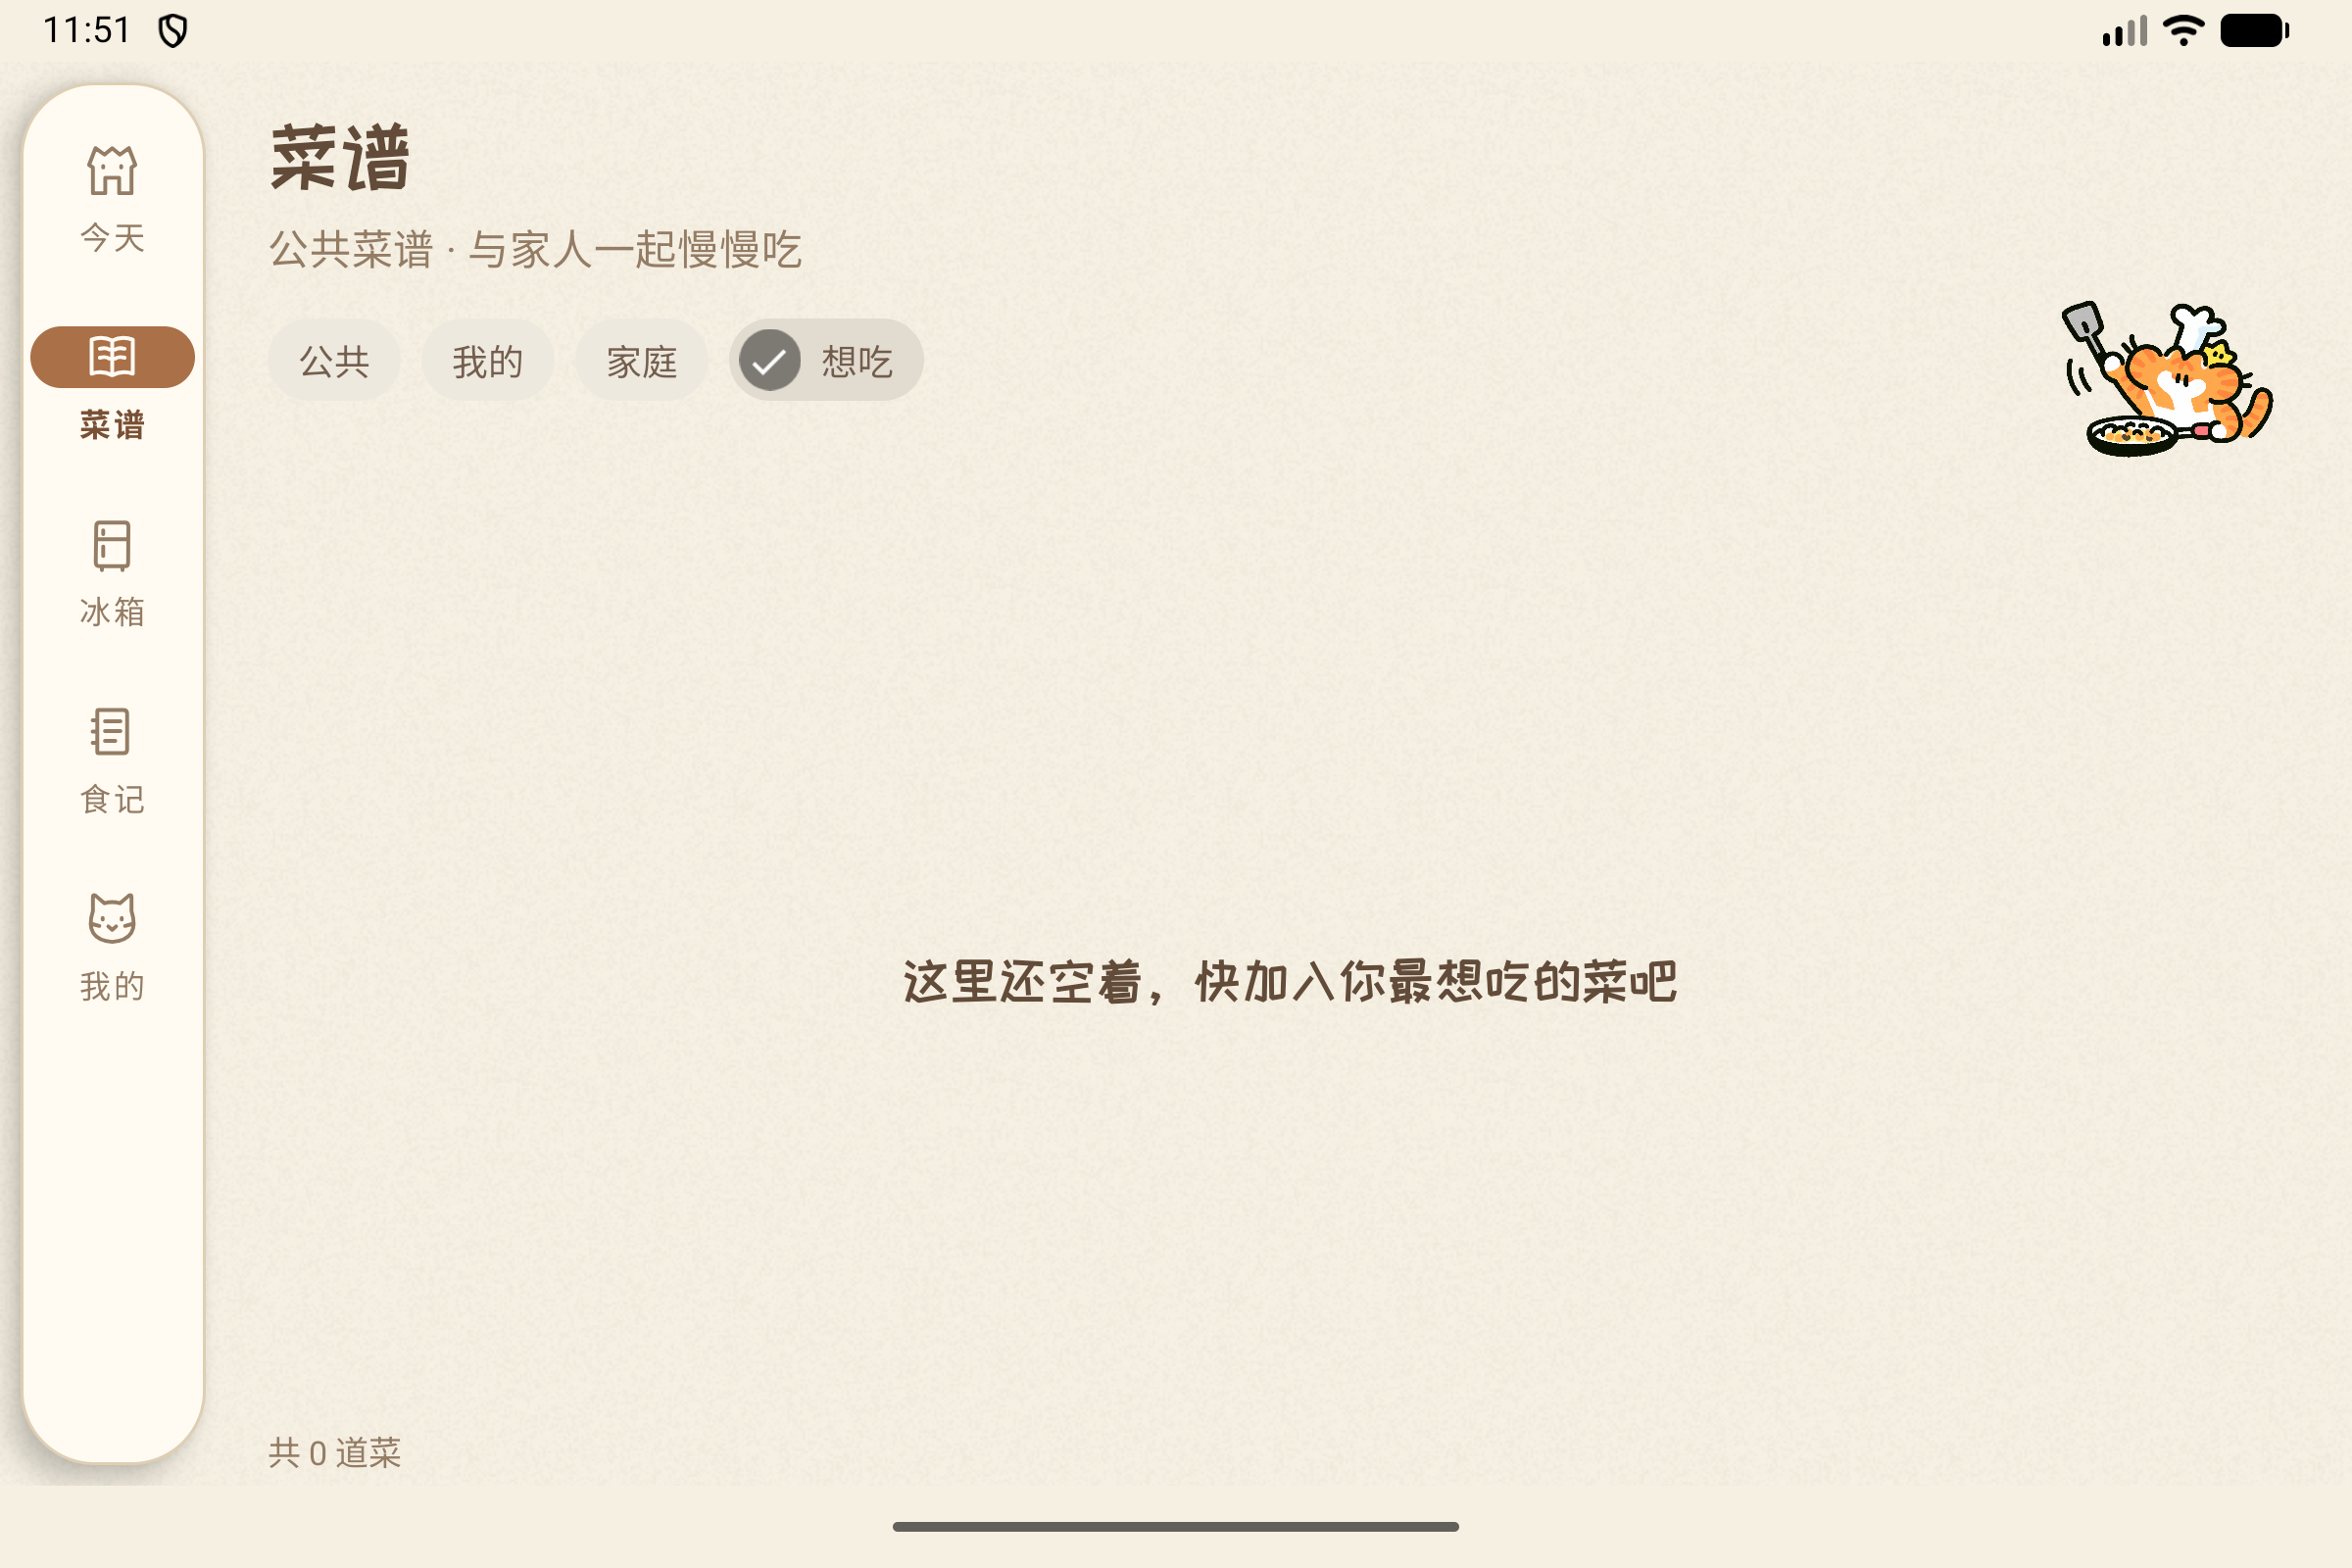 11:51
今天
菜谱
冰箱
食记
我的
菜谱
公共菜谱 · 与家人一起慢慢吃
公共 我的 家庭 想吃
这里还空着，快加入你最想吃的菜吧
共 0 道菜